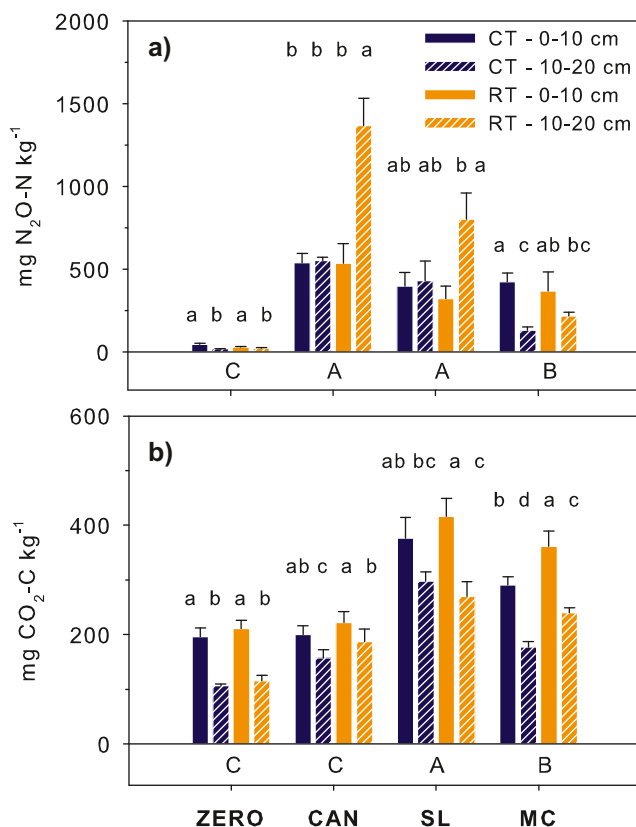 a)
mg N₂O-N kg⁻¹
2000
1500
1000
500
0
CT - 0-10 cm
CT - 10-20 cm
RT - 0-10 cm
RT - 10-20 cm
b b b a
ab ab b a
a c ab bc
a b a b
C A A B
b)
mg CO₂-C kg⁻¹
600
400
200
0
ab bc a c
b d a c
ab c a b
a b a b
C C A B
ZERO CAN SL MC